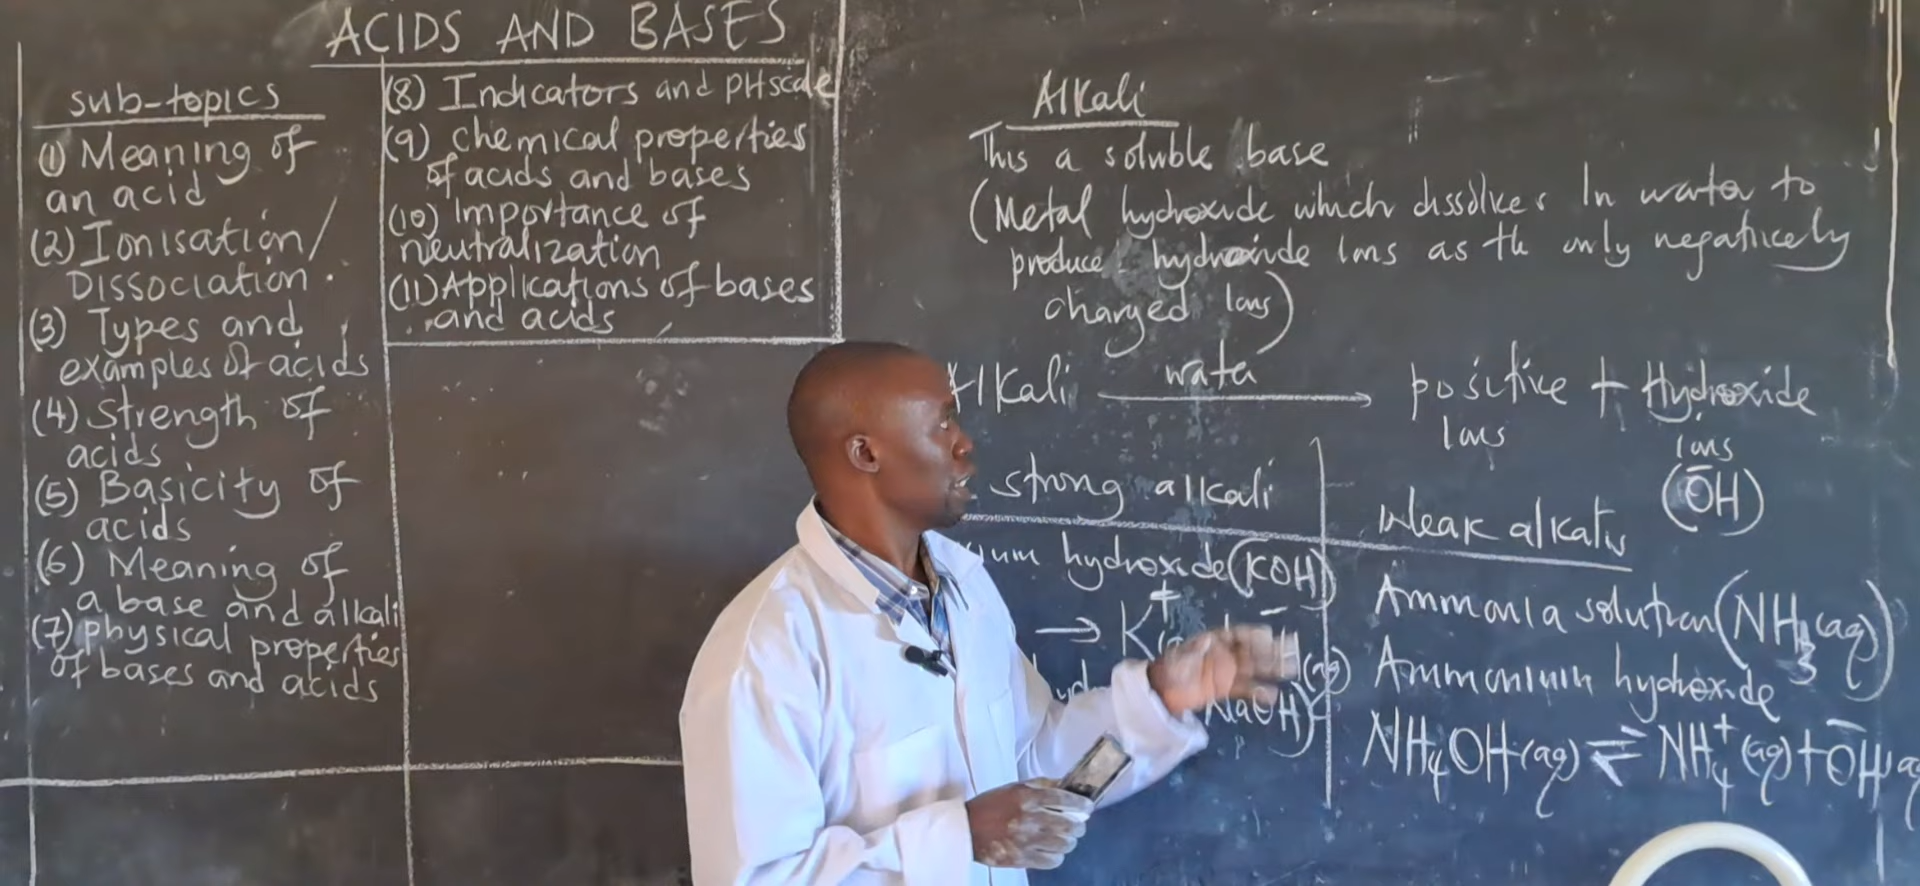 ACIDS AND BASES
sub-topics
(1) Meaning of
an acid
(2) Ionisation/
Dissociation.
(3) Types and
examples of acids
(4) Strength of
acids
(5) Basicity of
acids
(6) Meaning of
a base and alkali
(7) physical properties
of bases and acids
(8) Indicators and PH scale
(9) chemical properties
of acids and bases
(10) Importance of
neutralization
(11) Applications of bases
and acids
Alkali
This a soluble base
(Metal hydroxide which dissolves In water to
produce hydroxide Ions as the only negatively
charged Ions)
Alkali water → positive + Hydroxide
Ions Ions
(OH⁻)
strong alkali
hydroxide (KOH)
→ K⁺
(aq)
NaOH)
Weak alkalis
Ammonia solution (NH₃(aq))
Ammonium hydroxide
NH₄OH(aq) ⇌ NH₄⁺(aq) + OH⁻(aq